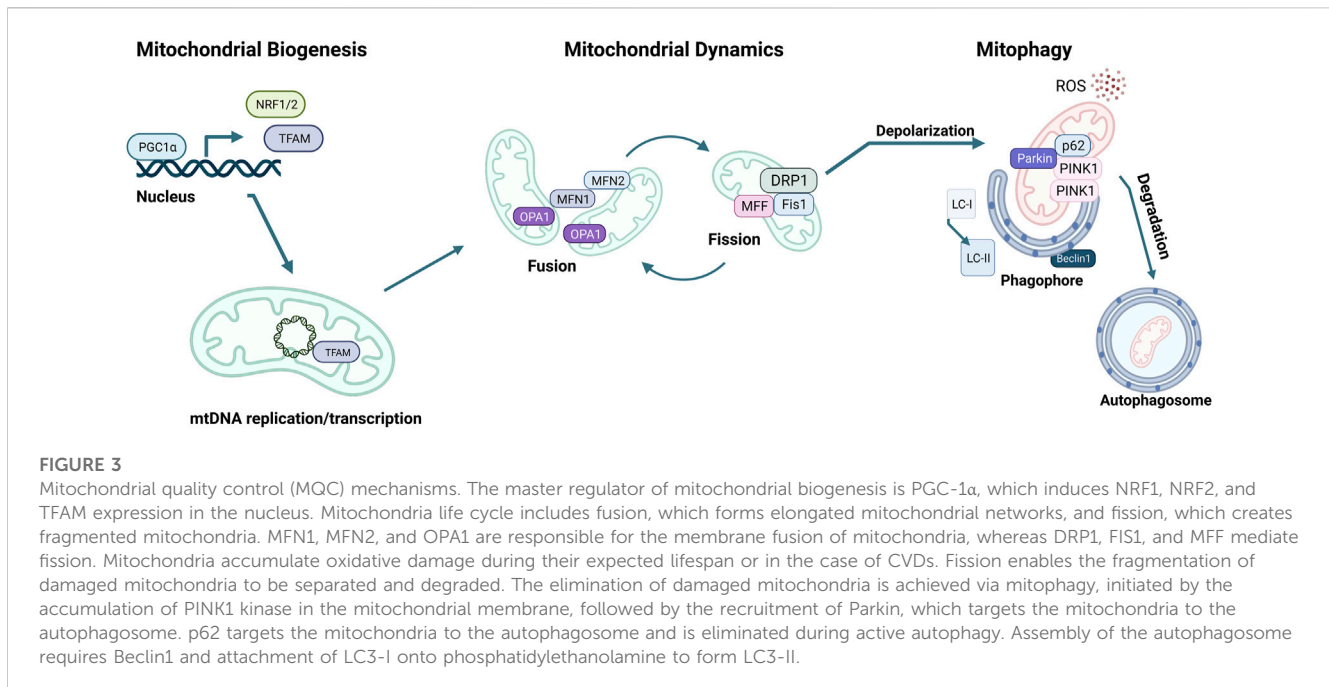 Mitochondrial Biogenesis
NRF1/2
TFAM
PGC1α
Nucleus
TFAM
mtDNA replication/transcription
Mitochondrial Dynamics
MFN2
MFN1
OPA1
OPA1
Fusion
DRP1
MFF
Fis1
Fission
Depolarization
Mitophagy
ROS
p62
Parkin
PINK1
PINK1
LC-I
LC-II
Beclin1
Phagophore
Degradation
Autophagosome
FIGURE 3
Mitochondrial quality control (MQC) mechanisms. The master regulator of mitochondrial biogenesis is PGC-1α, which induces NRF1, NRF2, and
TFAM expression in the nucleus. Mitochondria life cycle includes fusion, which forms elongated mitochondrial networks, and fission, which creates
fragmented mitochondria. MFN1, MFN2, and OPA1 are responsible for the membrane fusion of mitochondria, whereas DRP1, FIS1, and MFF mediate
fission. Mitochondria accumulate oxidative damage during their expected lifespan or in the case of CVDs. Fission enables the fragmentation of
damaged mitochondria to be separated and degraded. The elimination of damaged mitochondria is achieved via mitophagy, initiated by the
accumulation of PINK1 kinase in the mitochondrial membrane, followed by the recruitment of Parkin, which targets the mitochondria to the
autophagosome. p62 targets the mitochondria to the autophagosome and is eliminated during active autophagy. Assembly of the autophagosome
requires Beclin1 and attachment of LC3-I onto phosphatidylethanolamine to form LC3-II.